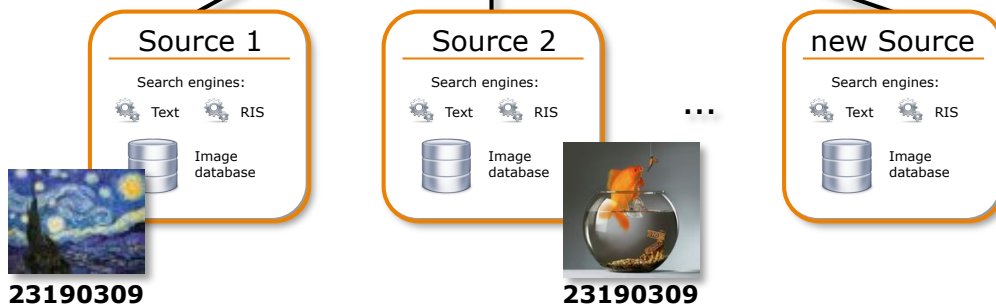 Source 1
Search engines:
Text RIS
Image
database
23190309
Source 2
Search engines:
Text RIS
Image
database
23190309
...
new Source
Search engines:
Text RIS
Image
database